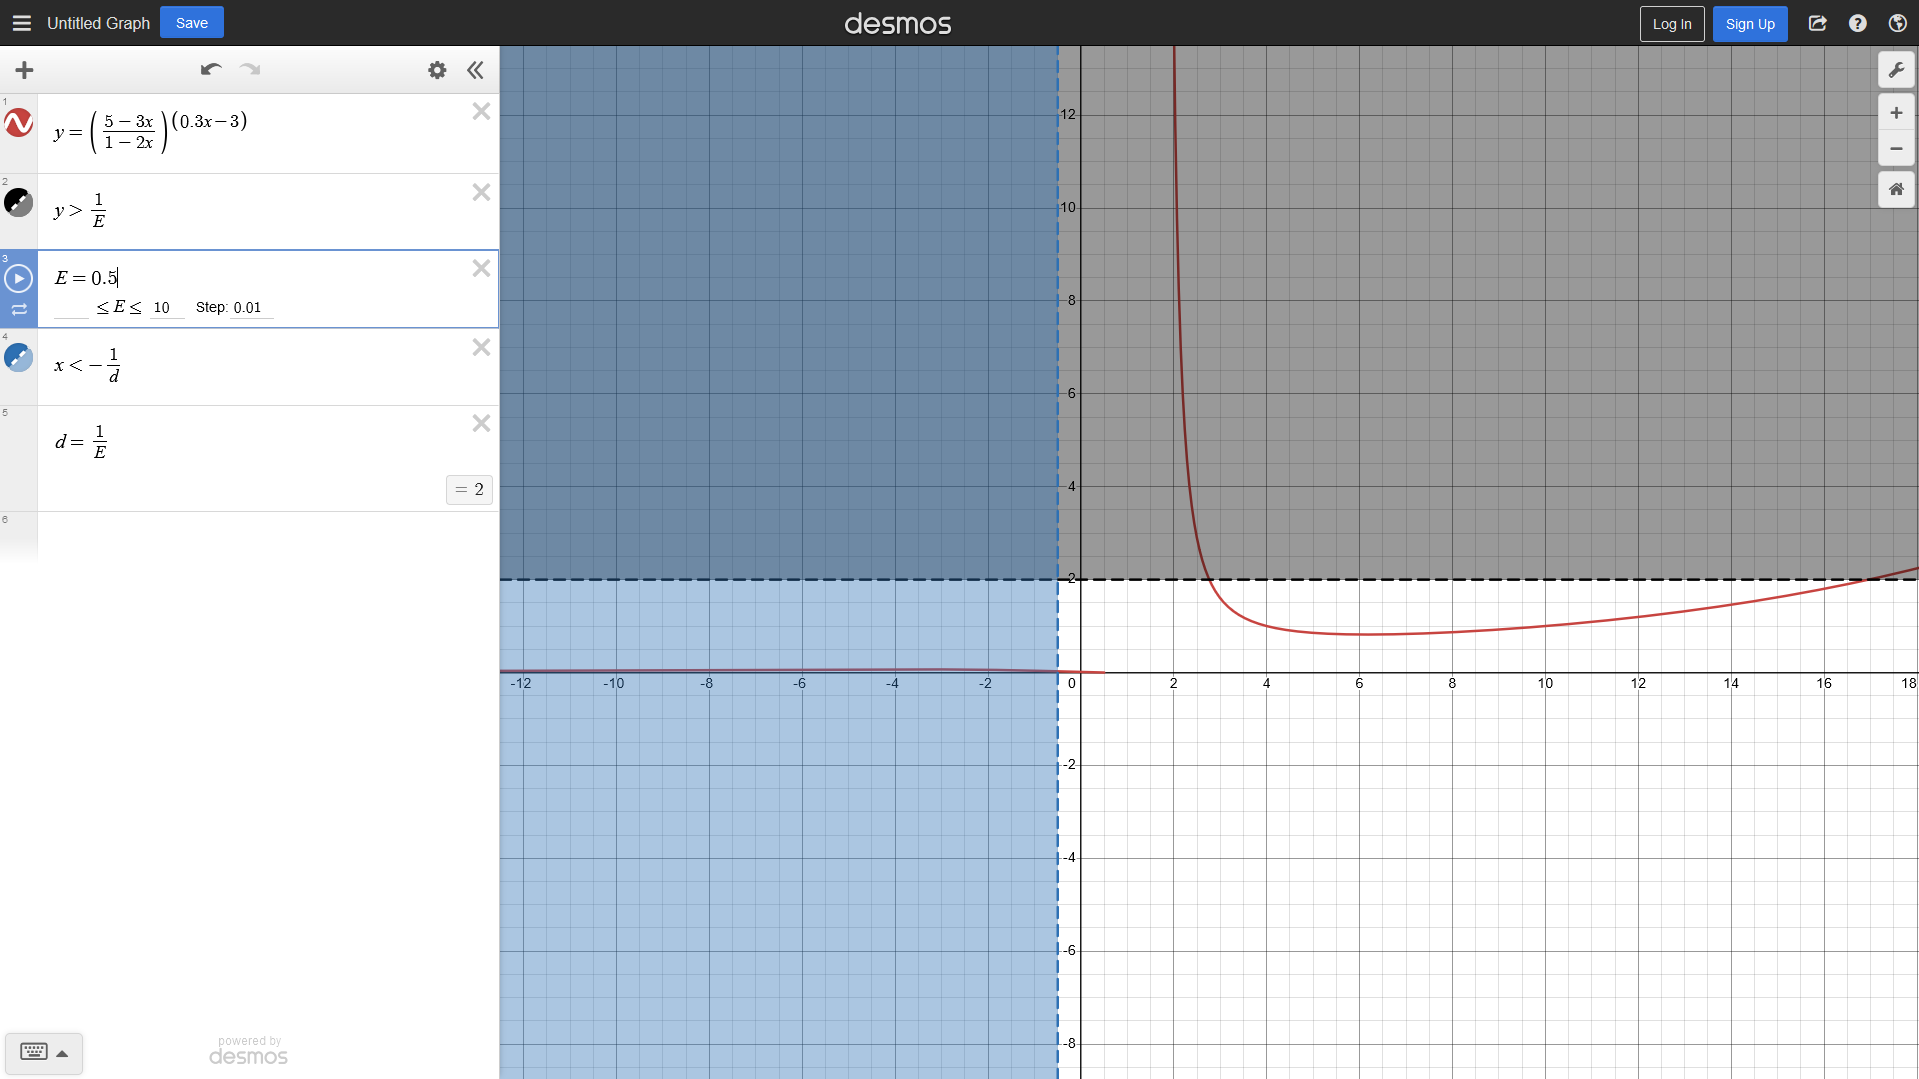 Untitled Graph Save desmos Log In Sign Up
1 y = ((5 − 3x)/(1 − 2x))^(0.3x−3)
2 y > 1/E
3 E = 0.5
≤ E ≤ 10 Step: 0.01
4 x < − 1/d
5 d = 1/E
= 2
6
powered by
desmos
12
10
8
6
4
2
-12 -10 -8 -6 -4 -2 0 2 4 6 8 10 12 14 16 18
-2
-4
-6
-8